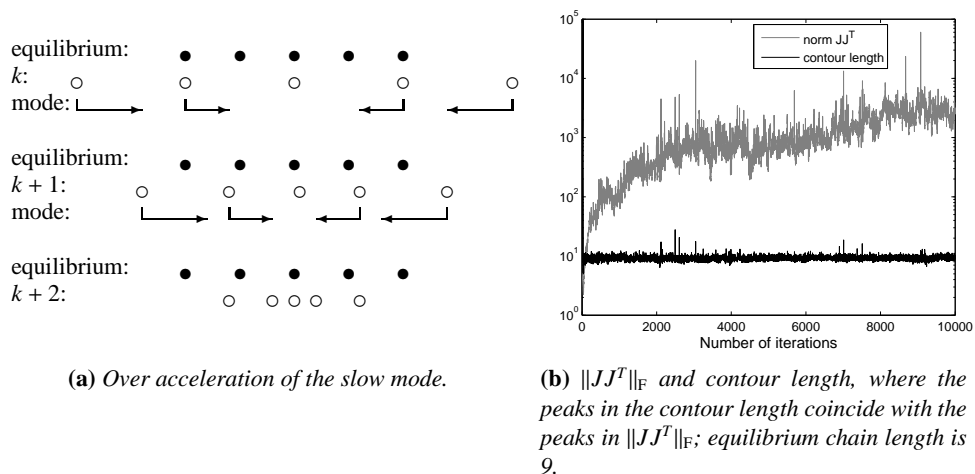 equilibrium:
k:
mode:
equilibrium:
k + 1:
mode:
equilibrium:
k + 2:
(a) Over acceleration of the slow mode.
10^5
10^4
10^3
10^2
10^1
10^0
norm JJ^T
contour length
0 2000 4000 6000 8000 10000
Number of iterations
(b) ||JJ^T||_F and contour length, where the
peaks in the contour length coincide with the
peaks in ||JJ^T||_F; equilibrium chain length is
9.